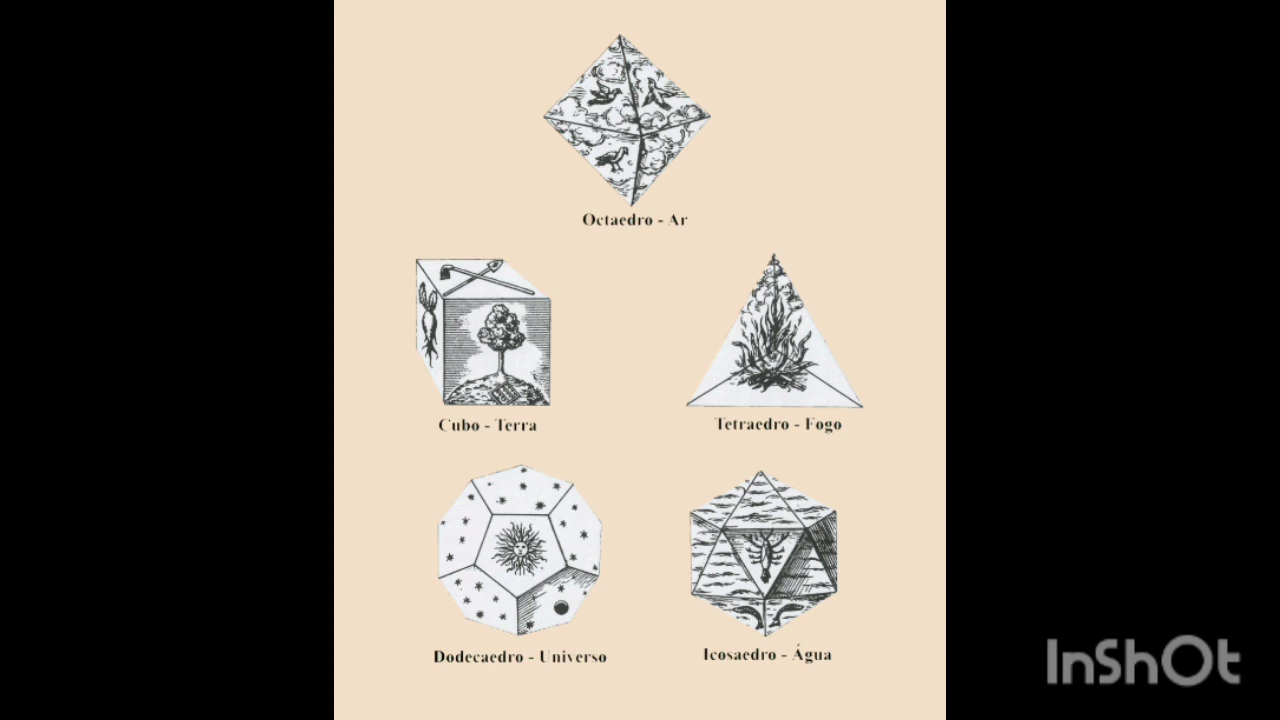 Octaedro - Ar
Cubo - Terra
Tetraedro - Fogo
Dodecaedro - Universo
Icosaedro - Água
InShOt